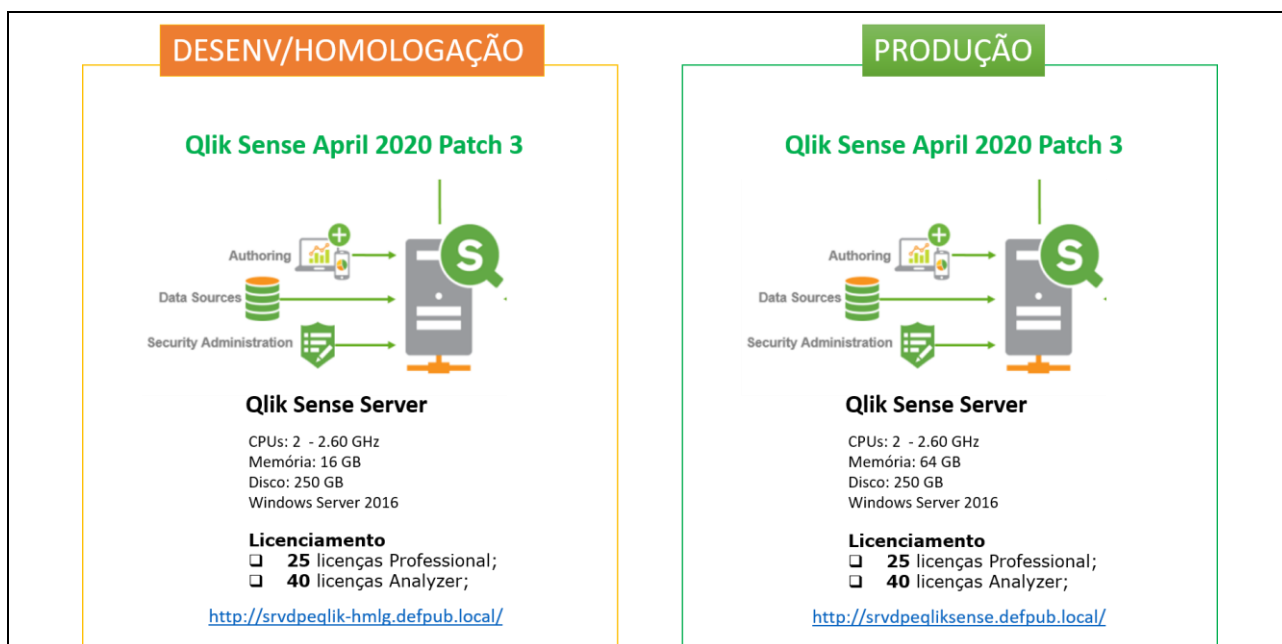 DESENV/HOMOLOGAÇÃO
Qlik Sense April 2020 Patch 3
Authoring
Data Sources
Security Administration
S
Qlik Sense Server
CPUs: 2 - 2.60 GHz
Memória: 16 GB
Disco: 250 GB
Windows Server 2016
Licenciamento
25 licenças Professional;
40 licenças Analyzer;
http://srvdpeqlik-hmlg.defpub.local/
PRODUÇÃO
Qlik Sense April 2020 Patch 3
Authoring
Data Sources
Security Administration
S
Qlik Sense Server
CPUs: 2 - 2.60 GHz
Memória: 64 GB
Disco: 250 GB
Windows Server 2016
Licenciamento
25 licenças Professional;
40 licenças Analyzer;
http://srvdpeqliksense.defpub.local/